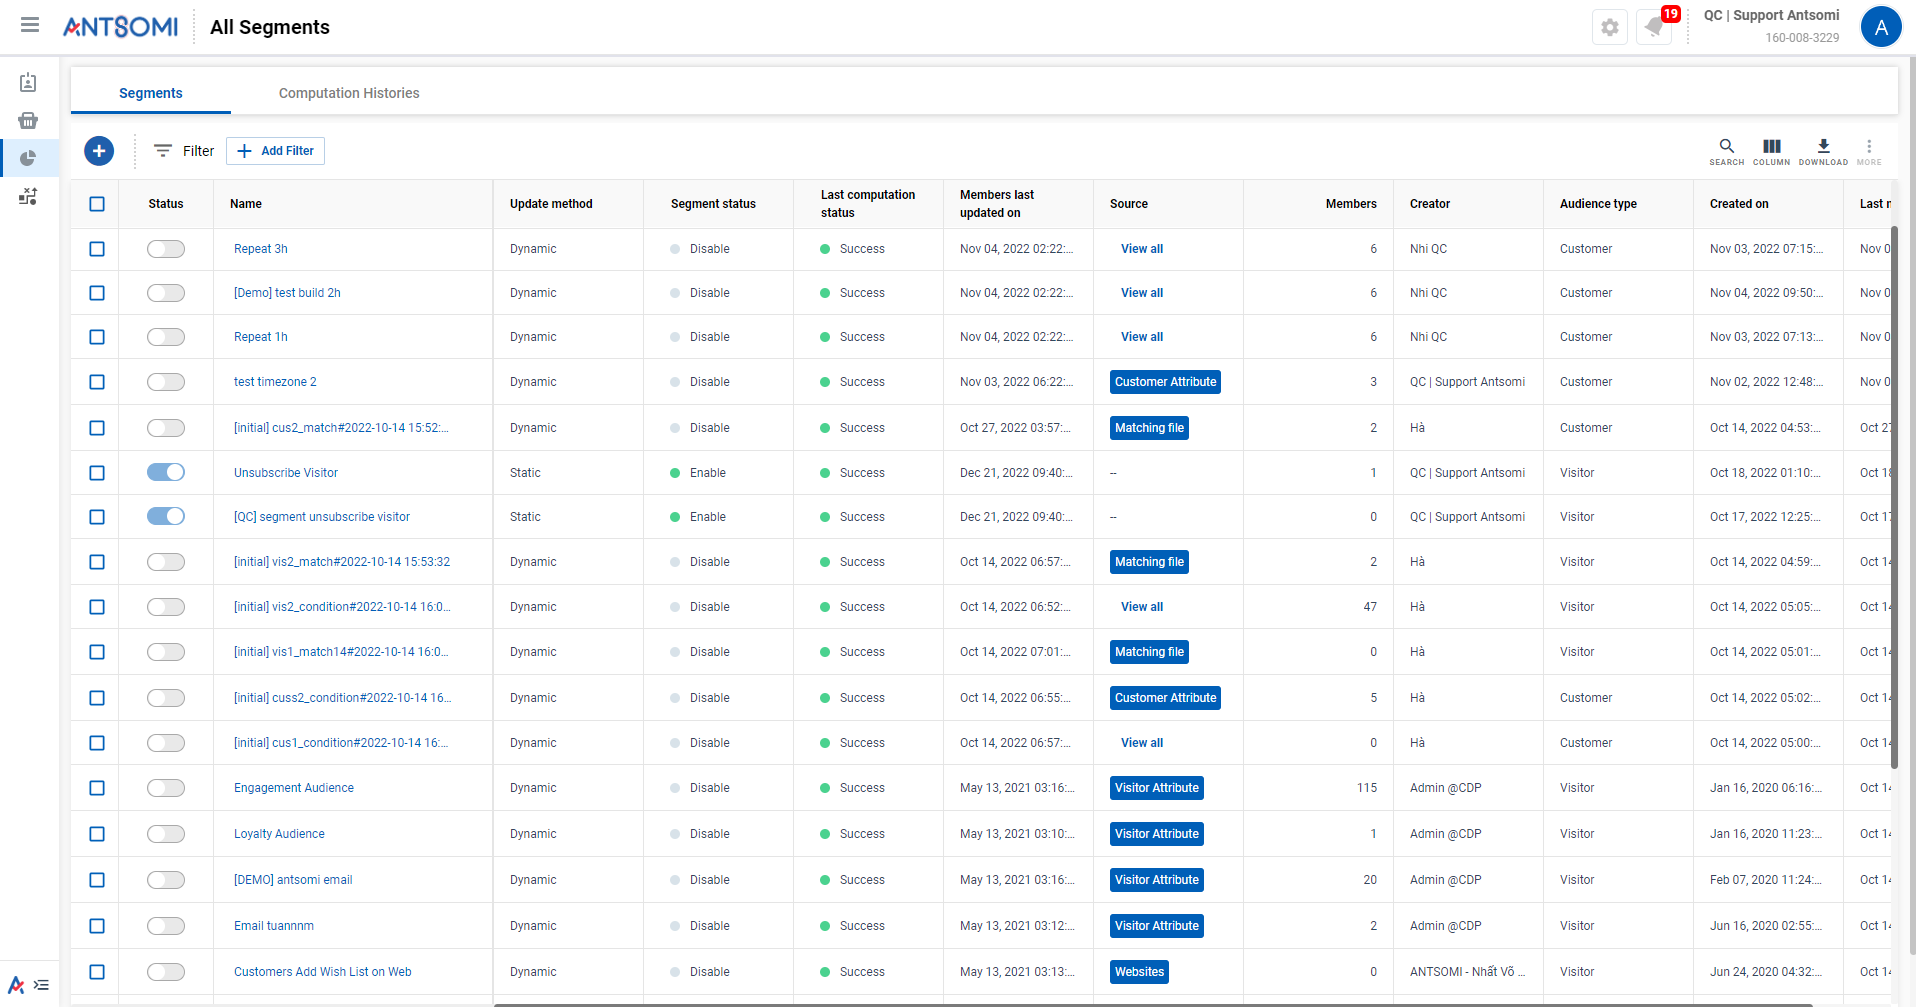 ANTSOMI All Segments 19 QC | Support Antsomi A
160-008-3229
Segments Computation Histories
Filter Add Filter SEARCH COLUMN DOWNLOAD MORE
Status Name Update method Segment status Last computation status Members last updated on Source Members Creator Audience type Created on Last
Repeat 3h Dynamic Disable Success Nov 04, 2022 02:22:... View all 6 Nhi QC Customer Nov 03, 2022 07:15:... Nov 0
[Demo] test build 2h Dynamic Disable Success Nov 04, 2022 02:22:... View all 6 Nhi QC Customer Nov 04, 2022 09:50:... Nov 0
Repeat 1h Dynamic Disable Success Nov 04, 2022 02:22:... View all 6 Nhi QC Customer Nov 03, 2022 07:13:... Nov 0
test timezone 2 Dynamic Disable Success Nov 03, 2022 06:22:... Customer Attribute 3 QC | Support Antsomi Customer Nov 02, 2022 12:48:... Nov 0
[initial] cus2_match#2022-10-14 15:52:... Dynamic Disable Success Oct 27, 2022 03:57:... Matching file 2 Hà Customer Oct 14, 2022 04:53:... Oct 27
Unsubscribe Visitor Static Enable Success Dec 21, 2022 09:40:... -- 1 QC | Support Antsomi Visitor Oct 18, 2022 01:10:... Oct 18
[QC] segment unsubscribe visitor Static Enable Success Dec 21, 2022 09:40:... -- 0 QC | Support Antsomi Visitor Oct 17, 2022 12:25:... Oct 17
[initial] vis2_match#2022-10-14 15:53:32 Dynamic Disable Success Oct 14, 2022 06:57:... Matching file 2 Hà Visitor Oct 14, 2022 04:59:... Oct 14
[initial] vis2_condition#2022-10-14 16:0... Dynamic Disable Success Oct 14, 2022 06:52:... View all 47 Hà Visitor Oct 14, 2022 05:05:... Oct 14
[initial] vis1_match14#2022-10-14 16:0... Dynamic Disable Success Oct 14, 2022 07:01:... Matching file 0 Hà Visitor Oct 14, 2022 05:01:... Oct 14
[initial] cuss2_condition#2022-10-14 16... Dynamic Disable Success Oct 14, 2022 06:55:... Customer Attribute 5 Hà Customer Oct 14, 2022 05:02:... Oct 14
[initial] cus1_condition#2022-10-14 16:... Dynamic Disable Success Oct 14, 2022 06:57:... View all 0 Hà Customer Oct 14, 2022 05:00:... Oct 14
Engagement Audience Dynamic Disable Success May 13, 2021 03:16:... Visitor Attribute 115 Admin @CDP Visitor Jan 16, 2020 06:16:... Oct 14
Loyalty Audience Dynamic Disable Success May 13, 2021 03:10:... Visitor Attribute 1 Admin @CDP Visitor Jan 16, 2020 11:23:... Oct 14
[DEMO] antsomi email Dynamic Disable Success May 13, 2021 03:16:... Visitor Attribute 20 Admin @CDP Visitor Feb 07, 2020 11:24:... Oct 14
Email tuannnm Dynamic Disable Success May 13, 2021 03:12:... Visitor Attribute 2 Admin @CDP Visitor Jun 16, 2020 02:55:... Oct 14
Customers Add Wish List on Web Dynamic Disable Success May 13, 2021 03:13:... Websites 0 ANTSOMI - Nhất Võ ... Visitor Jun 24, 2020 04:32:... Oct 14